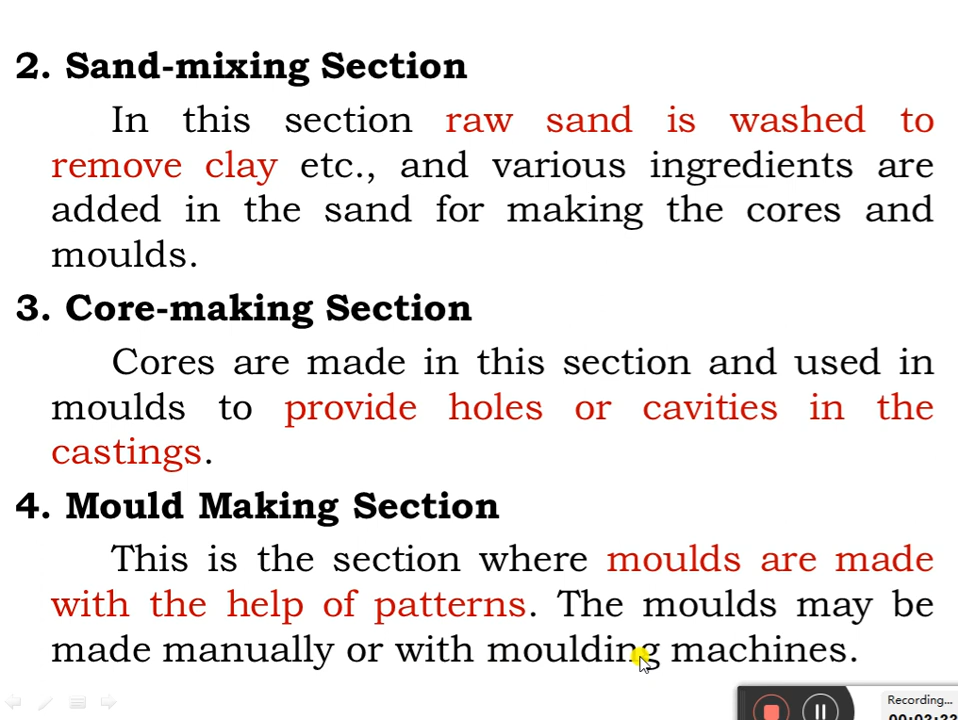 2. Sand-mixing Section
In this section raw sand is washed to
remove clay etc., and various ingredients are
added in the sand for making the cores and
moulds.
3. Core-making Section
Cores are made in this section and used in
moulds to provide holes or cavities in the
castings.
4. Mould Making Section
This is the section where moulds are made
with the help of patterns. The moulds may be
made manually or with moulding machines.
Recording...